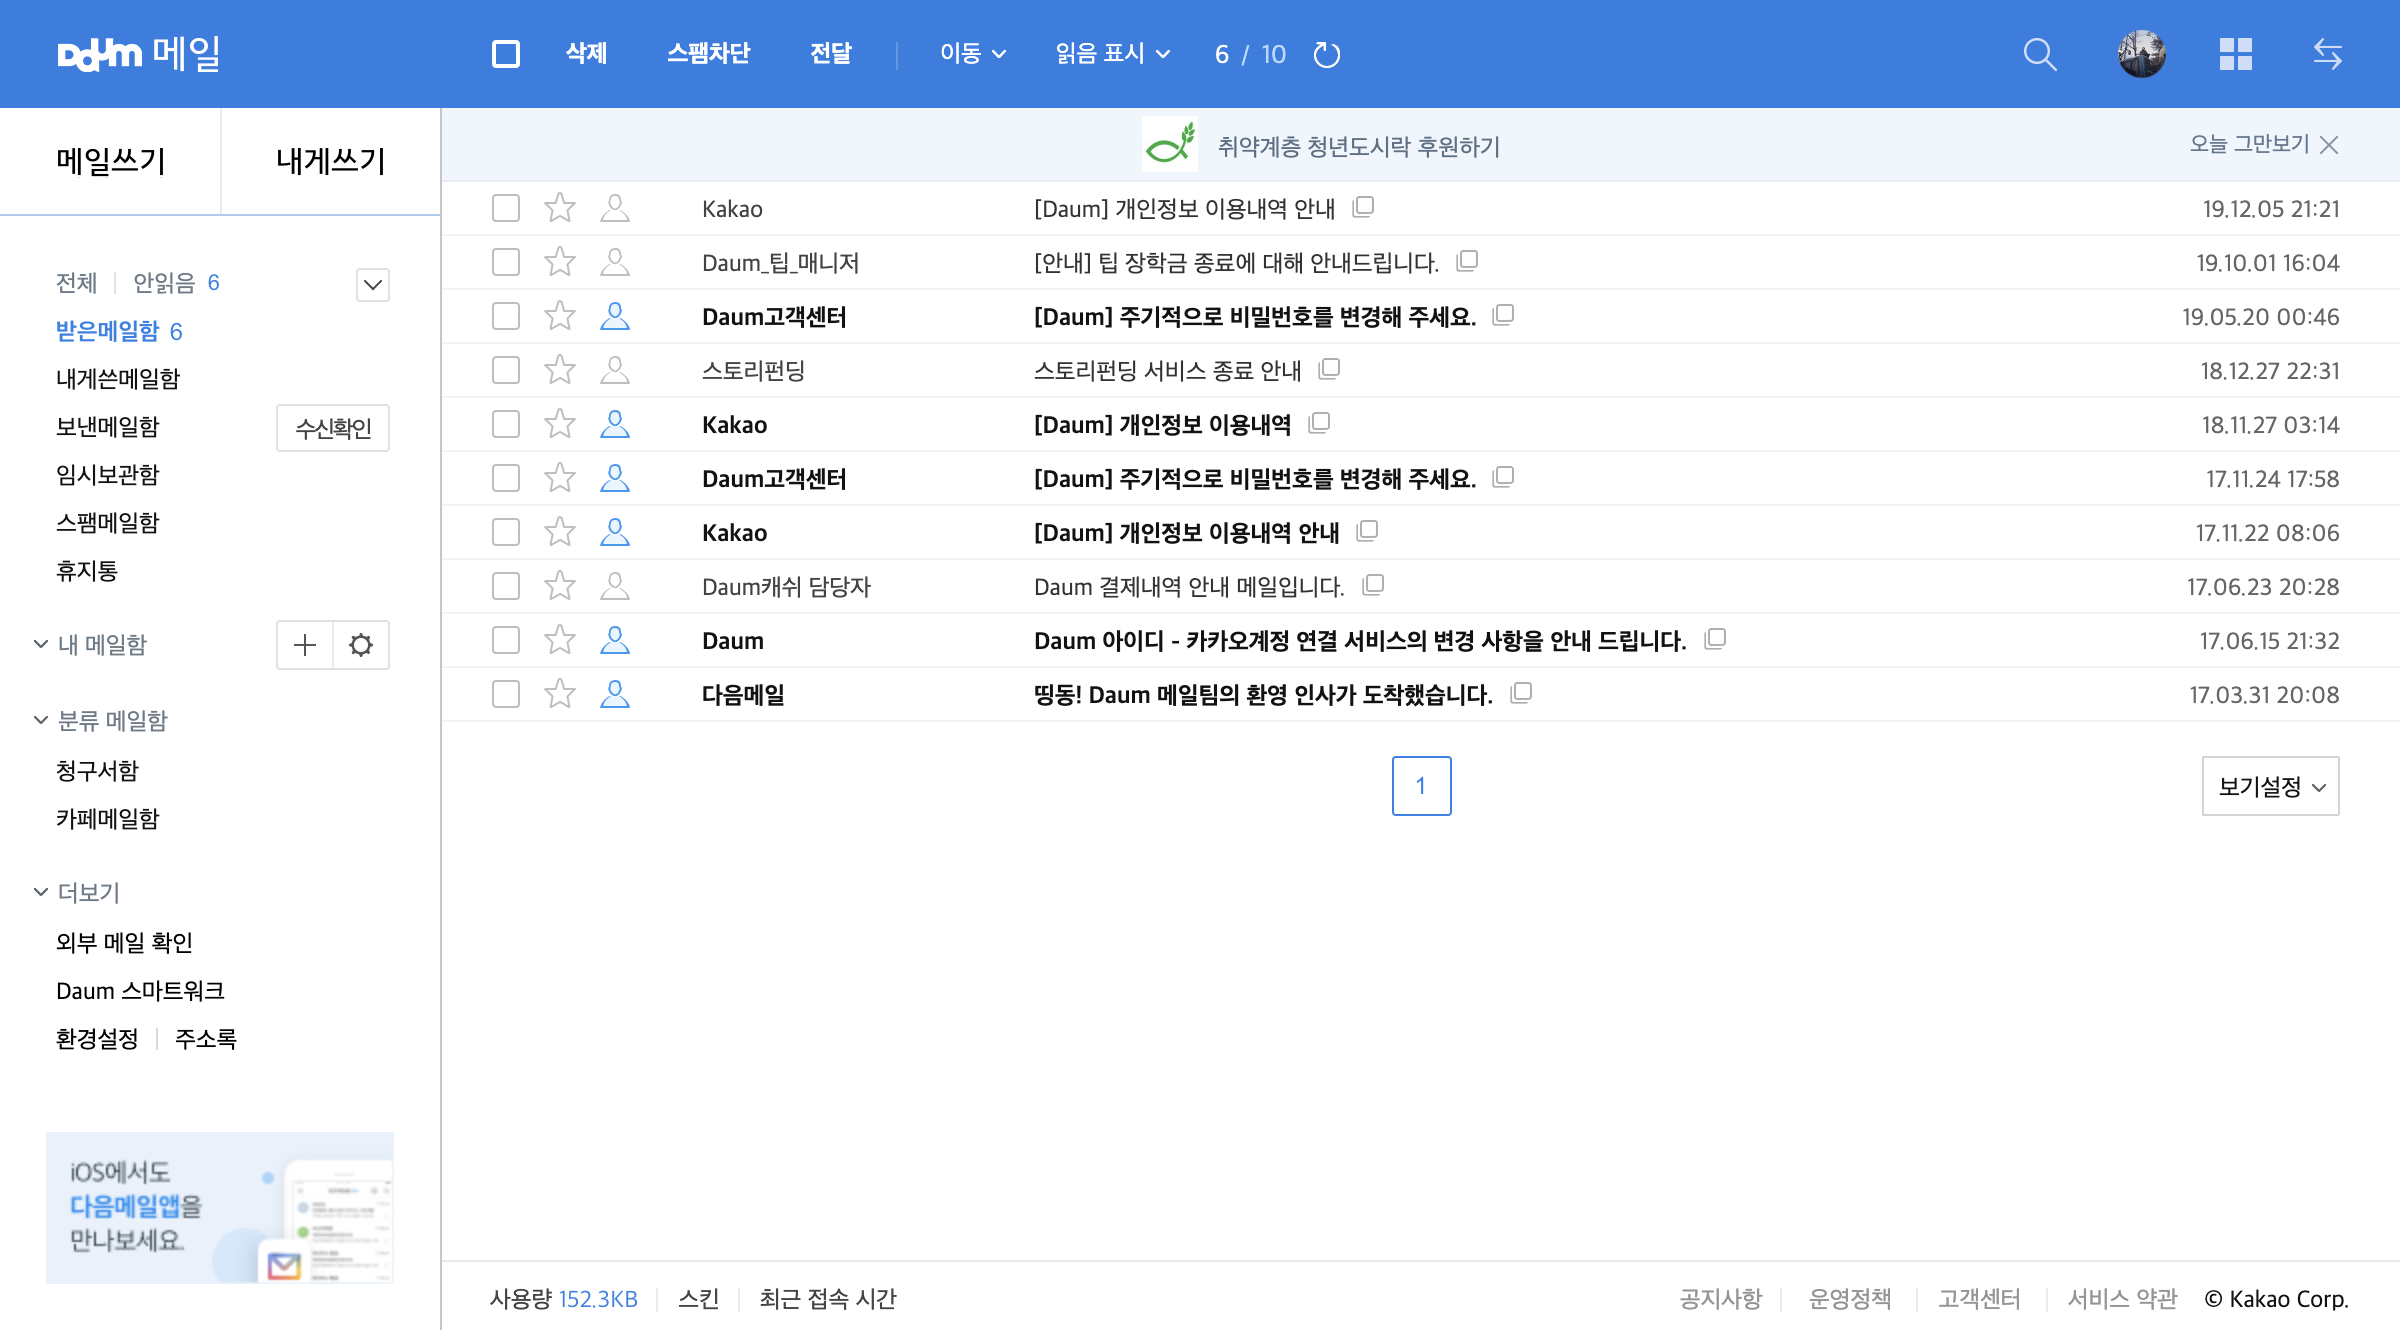 Daum 메일
삭제 스팸차단 전달 이동 읽음 표시 6 / 10
메일쓰기 내게쓰기
전체 안읽음 6
받은메일함 6
내게쓴메일함
보낸메일함 수신확인
임시보관함
스팸메일함
휴지통
내 메일함
분류 메일함
청구서함
카페메일함
더보기
외부 메일 확인
Daum 스마트워크
환경설정 주소록
iOS에서도
다음메일앱을
만나보세요.
취약계층 청년도시락 후원하기 오늘 그만보기
Kakao [Daum] 개인정보 이용내역 안내 19.12.05 21:21
Daum_팁_매니저 [안내] 팁 장학금 종료에 대해 안내드립니다. 19.10.01 16:04
Daum고객센터 [Daum] 주기적으로 비밀번호를 변경해 주세요. 19.05.20 00:46
스토리펀딩 스토리펀딩 서비스 종료 안내 18.12.27 22:31
Kakao [Daum] 개인정보 이용내역 18.11.27 03:14
Daum고객센터 [Daum] 주기적으로 비밀번호를 변경해 주세요. 17.11.24 17:58
Kakao [Daum] 개인정보 이용내역 안내 17.11.22 08:06
Daum캐쉬 담당자 Daum 결제내역 안내 메일입니다. 17.06.23 20:28
Daum Daum 아이디 - 카카오계정 연결 서비스의 변경 사항을 안내 드립니다. 17.06.15 21:32
다음메일 띵동! Daum 메일팀의 환영 인사가 도착했습니다. 17.03.31 20:08
1 보기설정
사용량 152.3KB 스킨 최근 접속 시간 공지사항 운영정책 고객센터 서비스 약관 © Kakao Corp.